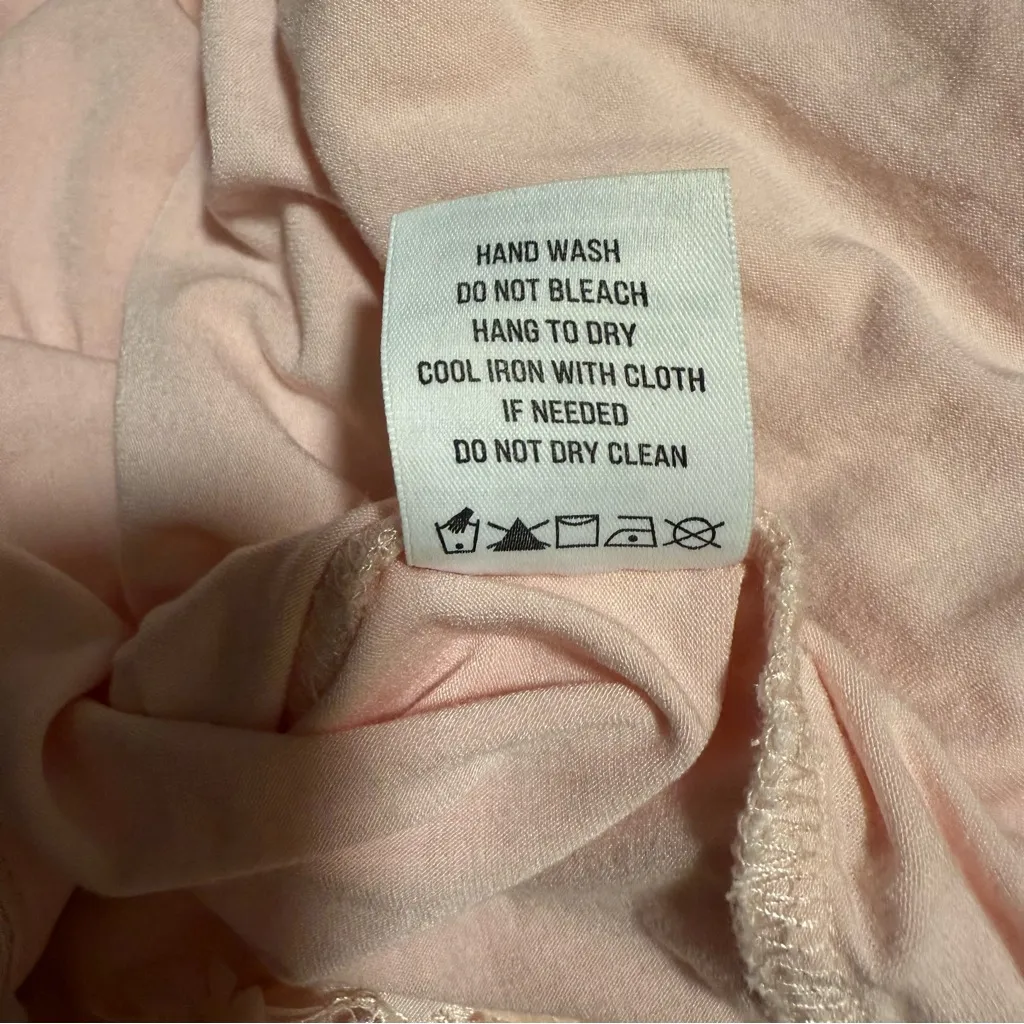 HAND WASH
DO NOT BLEACH
HANG TO DRY
COOL IRON WITH CLOTH
IF NEEDED
DO NOT DRY CLEAN